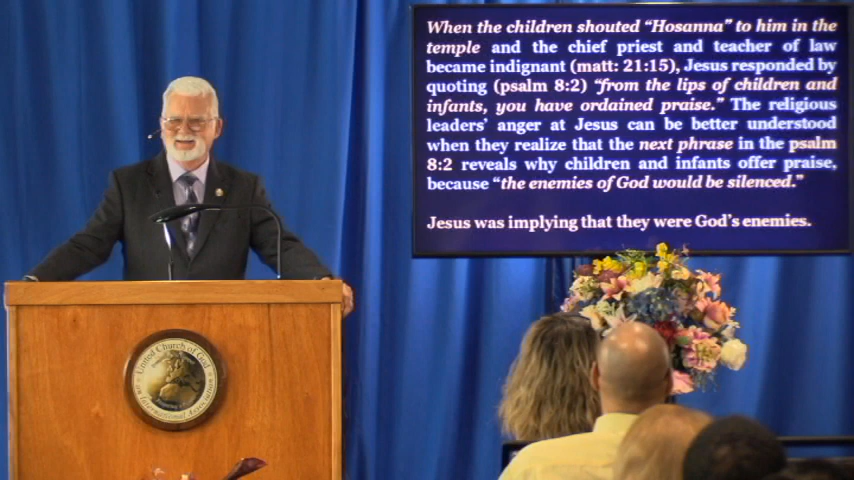 When the children shouted “Hosanna” to him in the
temple and the chief priest and teacher of law
became indignant (matt: 21:15), Jesus responded by
quoting (psalm 8:2) “from the lips of children and
infants, you have ordained praise.” The religious
leaders’ anger at Jesus can be better understood
when they realize that the next phrase in the psalm
8:2 reveals why children and infants offer praise,
because “the enemies of God would be silenced.”
Jesus was implying that they were God’s enemies.
United Church of God
an International Association